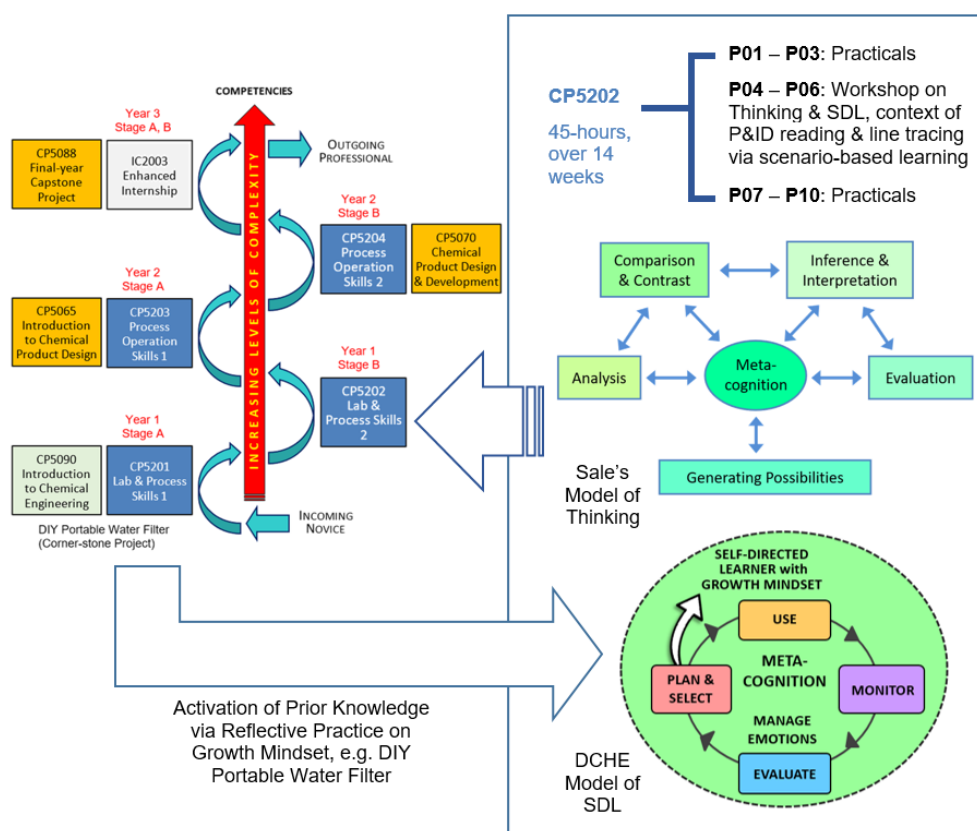 COMPETENCIES
Year 3
Stage A, B
CP5088
Final-year
Capstone
Project
IC2003
Enhanced
Internship
OUTGOING
PROFESSIONAL
Year 2
Stage B
CP5204
Process
Operation
Skills 2
CP5070
Chemical
Product Design
& Development
Year 2
Stage A
CP5065
Introduction
to Chemical
Product Design
CP5203
Process
Operation
Skills 1
Year 1
Stage B
CP5202
Lab &
Process Skills
2
Year 1
Stage A
CP5090
Introduction
to Chemical
Engineering
CP5201
Lab & Process
Skills 1
INCREASING LEVELS OF COMPLEXITY
INCOMING
NOVICE
DIY Portable Water Filter
(Corner-stone Project)
Activation of Prior Knowledge
via Reflective Practice on
Growth Mindset, e.g. DIY
Portable Water Filter
CP5202
45-hours,
over 14
weeks
P01 – P03: Practicals
P04 – P06: Workshop on
Thinking & SDL, context of
P&ID reading & line tracing
via scenario-based learning
P07 – P10: Practicals
Comparison
& Contrast
Inference &
Interpretation
Analysis
Meta-
cognition
Evaluation
Generating Possibilities
Sale's
Model of
Thinking
SELF-DIRECTED
LEARNER with
GROWTH MINDSET
USE
META-
COGNITION
PLAN &
SELECT
MONITOR
MANAGE
EMOTIONS
EVALUATE
DCHE
Model of
SDL